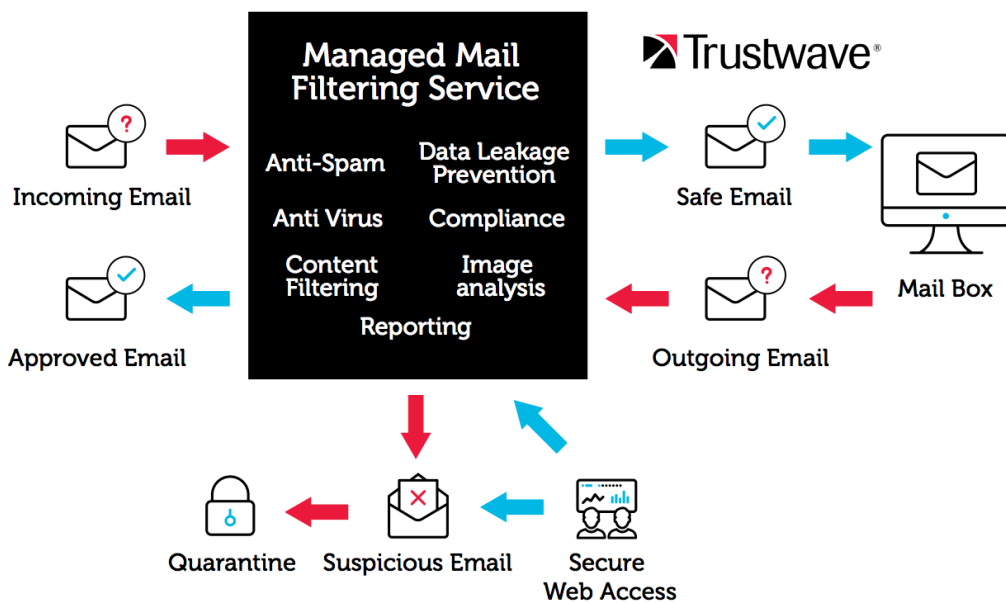 Managed Mail
Filtering Service
Trustwave®
?
Incoming Email
Anti-Spam
Data Leakage
Prevention
Safe Email
Anti Virus
Compliance
Content
Filtering
Image
analysis
?
Mail Box
Reporting
Approved Email
Outgoing Email
Quarantine
Suspicious Email
Secure
Web Access